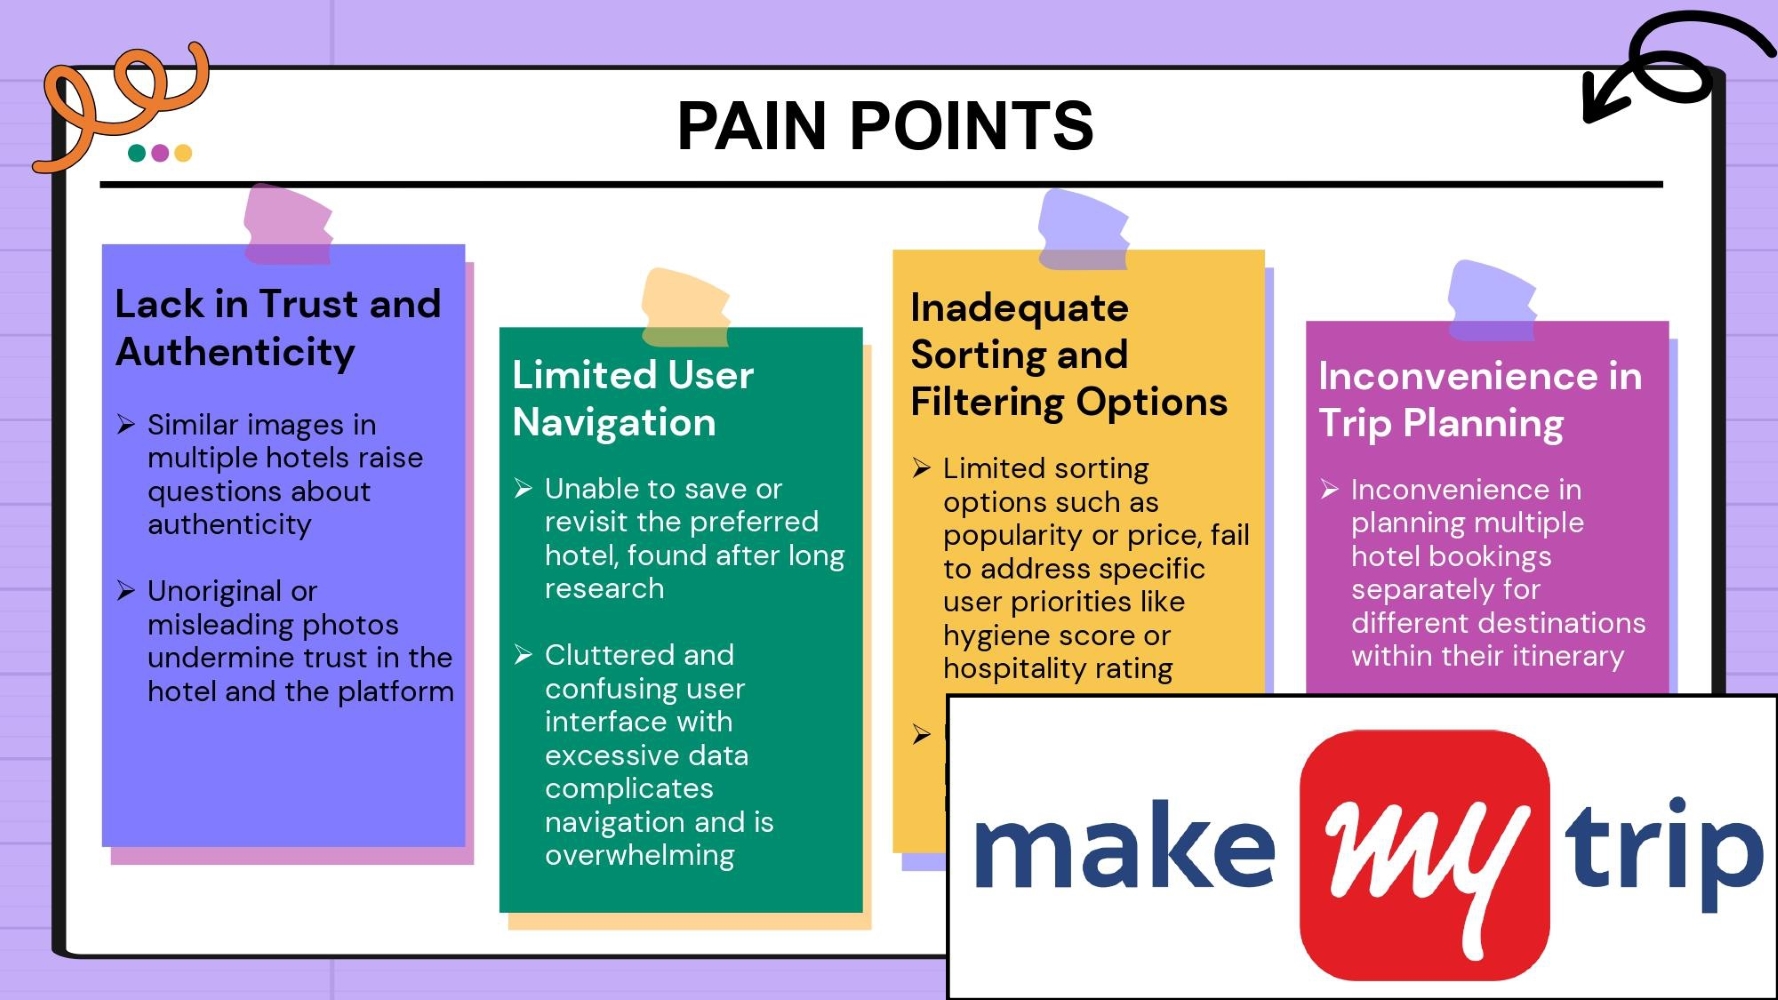 PAIN POINTS
Lack in Trust and
Authenticity
➢ Similar images in
multiple hotels raise
questions about
authenticity
➢ Unoriginal or
misleading photos
undermine trust in the
hotel and the platform
Limited User
Navigation
➢ Unable to save or
revisit the preferred
hotel, found after long
research
➢ Cluttered and
confusing user
interface with
excessive data
complicates
navigation and is
overwhelming
Inadequate
Sorting and
Filtering Options
➢ Limited sorting
options such as
popularity or price, fail
to address specific
user priorities like
hygiene score or
hospitality rating
➢
Inconvenience in
Trip Planning
➢ Inconvenience in
planning multiple
hotel bookings
separately for
different destinations
within their itinerary
make my trip